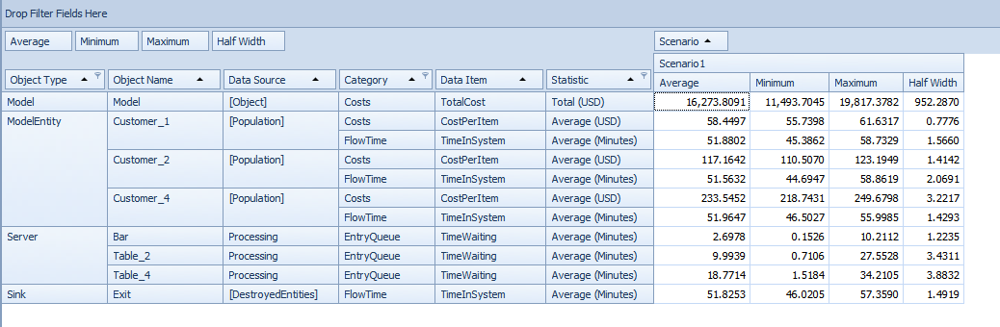 Drop Filter Fields Here
Average Minimum Maximum Half Width Scenario
Scenario1
Object Type Object Name Data Source Category Data Item Statistic Average Minimum Maximum Half Width
Model Model [Object] Costs TotalCost Total (USD) 16,273.8091 11,493.7045 19,817.3782 952.2870
ModelEntity Customer_1 [Population] Costs CostPerItem Average (USD) 58.4497 55.7398 61.6317 0.7776
FlowTime TimeInSystem Average (Minutes) 51.8802 45.3862 58.7329 1.5660
Customer_2 [Population] Costs CostPerItem Average (USD) 117.1642 110.5070 123.1949 1.4142
FlowTime TimeInSystem Average (Minutes) 51.5632 44.6947 58.8619 2.0691
Customer_4 [Population] Costs CostPerItem Average (USD) 233.5452 218.7431 249.6798 3.2217
FlowTime TimeInSystem Average (Minutes) 51.9647 46.5027 55.9985 1.4293
Server Bar Processing EntryQueue TimeWaiting Average (Minutes) 2.6978 0.1526 10.2112 1.2235
Table_2 Processing EntryQueue TimeWaiting Average (Minutes) 9.9939 0.7106 27.5528 3.4311
Table_4 Processing EntryQueue TimeWaiting Average (Minutes) 18.7714 1.5184 34.2105 3.8832
Sink Exit [DestroyedEntities] FlowTime TimeInSystem Average (Minutes) 51.8253 46.0205 57.3590 1.4919